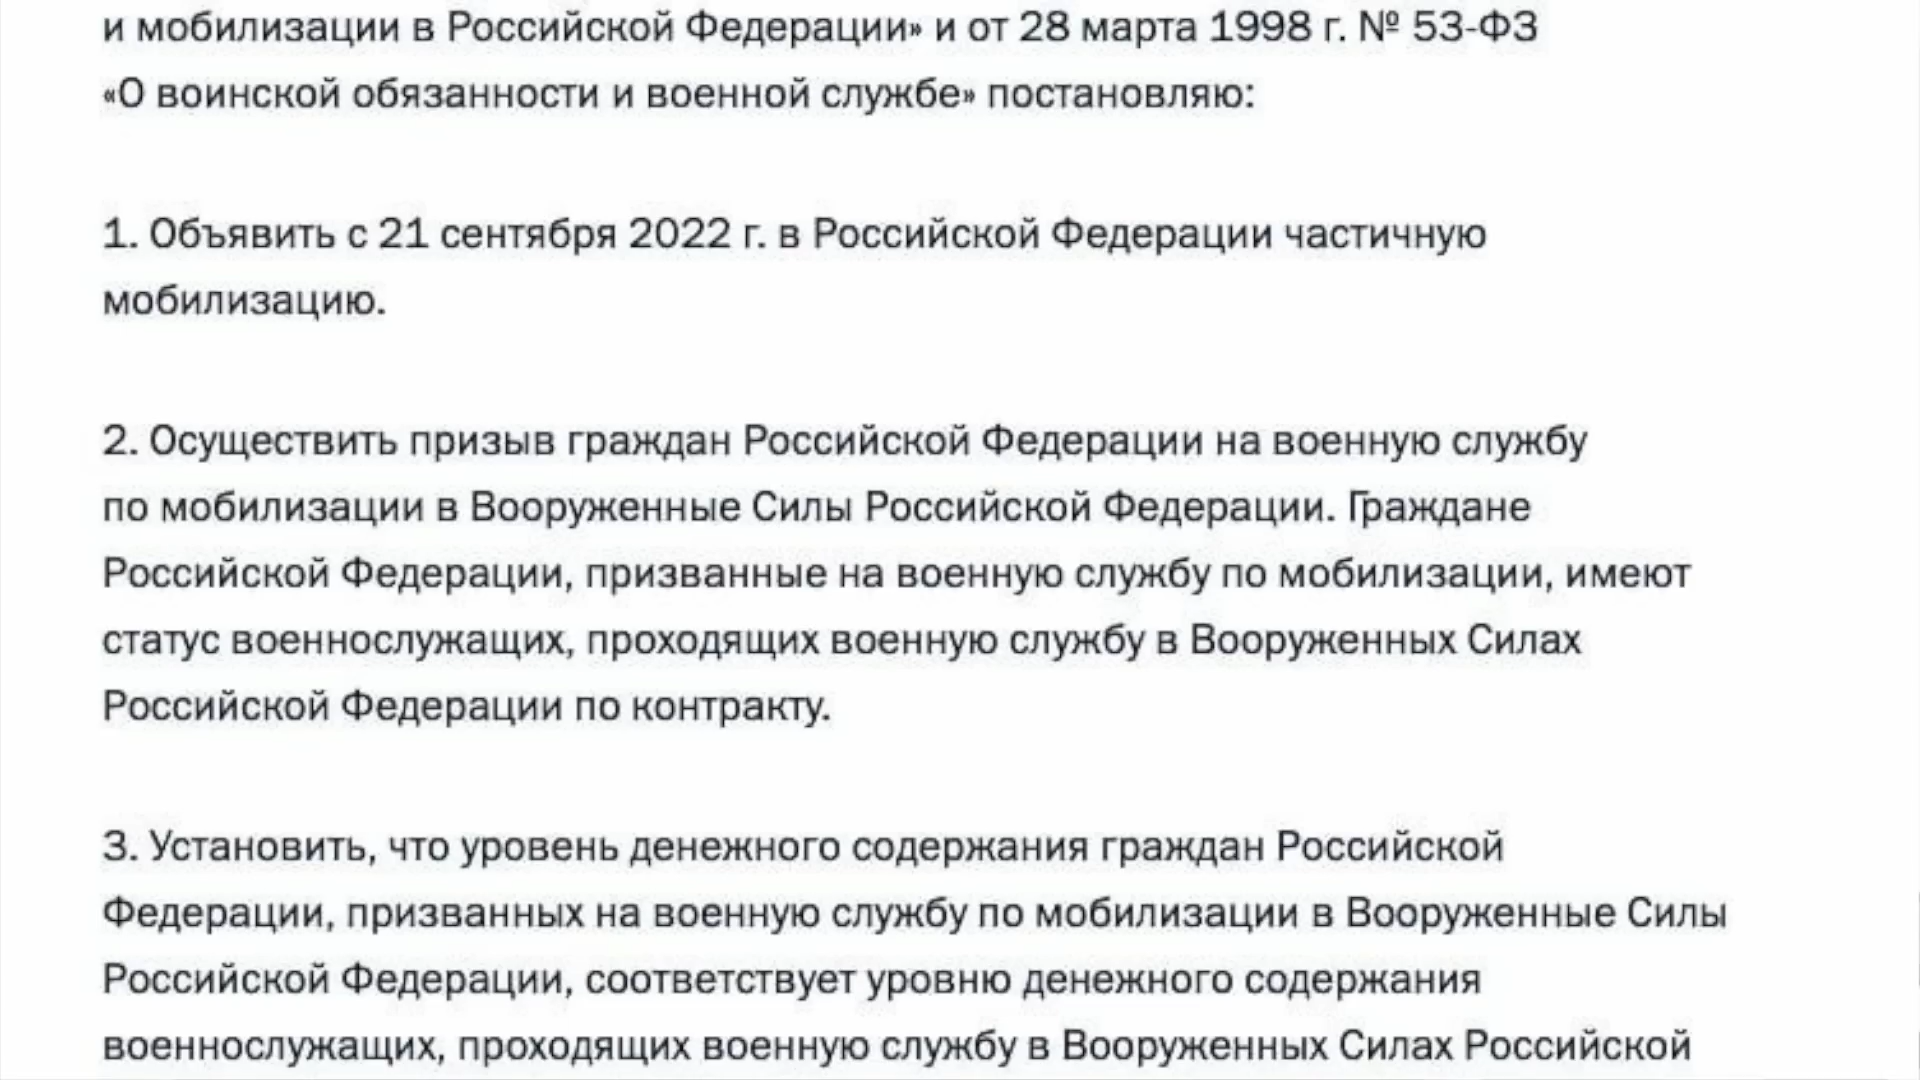 и мобилизации в Российской Федерации» и от 28 марта 1998 г. № 53-ФЗ
«О воинской обязанности и военной службе» постановляю:
1. Объявить с 21 сентября 2022 г. в Российской Федерации частичную
мобилизацию.
2. Осуществить призыв граждан Российской Федерации на военную службу
по мобилизации в Вооруженные Силы Российской Федерации. Граждане
Российской Федерации, призванные на военную службу по мобилизации, имеют
статус военнослужащих, проходящих военную службу в Вооруженных Силах
Российской Федерации по контракту.
3. Установить, что уровень денежного содержания граждан Российской
Федерации, призванных на военную службу по мобилизации в Вооруженные Силы
Российской Федерации, соответствует уровню денежного содержания
военнослужащих, проходящих военную службу в Вооруженных Силах Российской